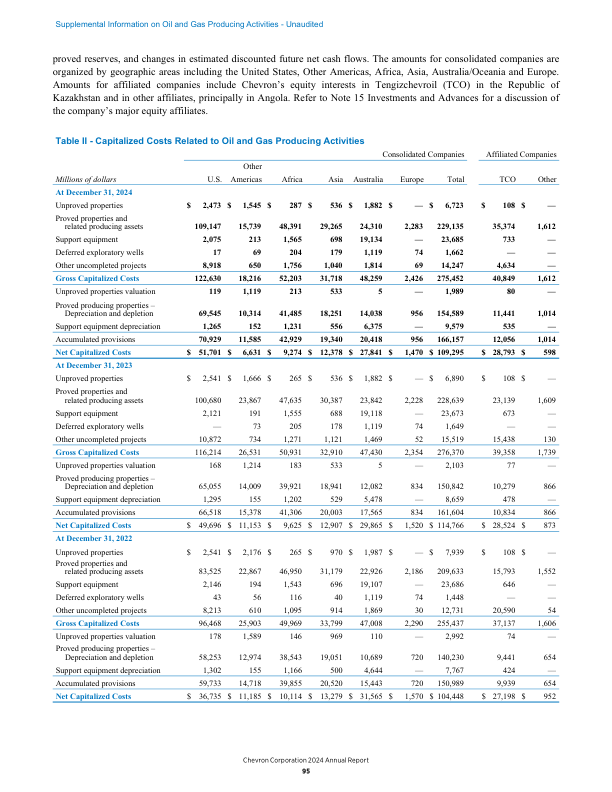 Supplemental Information on Oil and Gas Producing Activities - Unaudited
proved reserves, and changes in estimated discounted future net cash flows. The amounts for consolidated companies are
organized by geographic areas including the United States, Other Americas, Africa, Asia, Australia/Oceania and Europe.
Amounts for affiliated companies include Chevron's equity interests in Tengizchevroil (TCO) in the Republic of
Kazakhstan and in other affiliates, principally in Angola. Refer to Note 15 Investments and Advances for a discussion of
the company's major equity affiliates.
Table II - Capitalized Costs Related to Oil and Gas Producing Activities
Consolidated Companies Affiliated Companies
Other
Millions of dollars U.S. Americas Africa Asia Australia Europe Total TCO Other
At December 31, 2024
Unproved properties $ 2,473 $ 1,545 $ 287 $ 536 $ 1,882 $ — $ 6,723 $ 108 $ —
Proved properties and
related producing assets 109,147 15,739 48,391 29,265 24,310 2,283 229,135 35,374 1,612
Support equipment 2,075 213 1,565 698 19,134 — 23,685 733 —
Deferred exploratory wells 17 69 204 179 1,119 74 1,662 — —
Other uncompleted projects 8,918 650 1,756 1,040 1,814 69 14,247 4,634 —
Gross Capitalized Costs 122,630 18,216 52,203 31,718 48,259 2,426 275,452 40,849 1,612
Unproved properties valuation 119 1,119 213 533 5 — 1,989 80 —
Proved producing properties –
Depreciation and depletion 69,545 10,314 41,485 18,251 14,038 956 154,589 11,441 1,014
Support equipment depreciation 1,265 152 1,231 556 6,375 — 9,579 535 —
Accumulated provisions 70,929 11,585 42,929 19,340 20,418 956 166,157 12,056 1,014
Net Capitalized Costs $ 51,701 $ 6,631 $ 9,274 $ 12,378 $ 27,841 $ 1,470 $ 109,295 $ 28,793 $ 598
At December 31, 2023
Unproved properties $ 2,541 $ 1,666 $ 265 $ 536 $ 1,882 $ — $ 6,890 $ 108 $ —
Proved properties and
related producing assets 100,680 23,867 47,635 30,387 23,842 2,228 228,639 23,139 1,609
Support equipment 2,121 191 1,555 688 19,118 — 23,673 673 —
Deferred exploratory wells — 73 205 178 1,119 74 1,649 — —
Other uncompleted projects 10,872 734 1,271 1,121 1,469 52 15,519 15,438 130
Gross Capitalized Costs 116,214 26,531 50,931 32,910 47,430 2,354 276,370 39,358 1,739
Unproved properties valuation 168 1,214 183 533 5 — 2,103 77 —
Proved producing properties –
Depreciation and depletion 65,055 14,009 39,921 18,941 12,082 834 150,842 10,279 866
Support equipment depreciation 1,295 155 1,202 529 5,478 — 8,659 478 —
Accumulated provisions 66,518 15,378 41,306 20,003 17,565 834 161,604 10,834 866
Net Capitalized Costs $ 49,696 $ 11,153 $ 9,625 $ 12,907 $ 29,865 $ 1,520 $ 114,766 $ 28,524 $ 873
At December 31, 2022
Unproved properties $ 2,541 $ 2,176 $ 265 $ 970 $ 1,987 $ — $ 7,939 $ 108 $ —
Proved properties and
related producing assets 83,525 22,867 46,950 31,179 22,926 2,186 209,633 15,793 1,552
Support equipment 2,146 194 1,543 696 19,107 — 23,686 646 —
Deferred exploratory wells 43 56 116 40 1,119 74 1,448 — —
Other uncompleted projects 8,213 610 1,095 914 1,869 30 12,731 20,590 54
Gross Capitalized Costs 96,468 25,903 49,969 33,799 47,008 2,290 255,437 37,137 1,606
Unproved properties valuation 178 1,589 146 969 110 — 2,992 74 —
Proved producing properties –
Depreciation and depletion 58,253 12,974 38,543 19,051 10,689 720 140,230 9,441 654
Support equipment depreciation 1,302 155 1,166 500 4,644 — 7,767 424 —
Accumulated provisions 59,733 14,718 39,855 20,520 15,443 720 150,989 9,939 654
Net Capitalized Costs $ 36,735 $ 11,185 $ 10,114 $ 13,279 $ 31,565 $ 1,570 $ 104,448 $ 27,198 $ 952
Chevron Corporation 2024 Annual Report
95